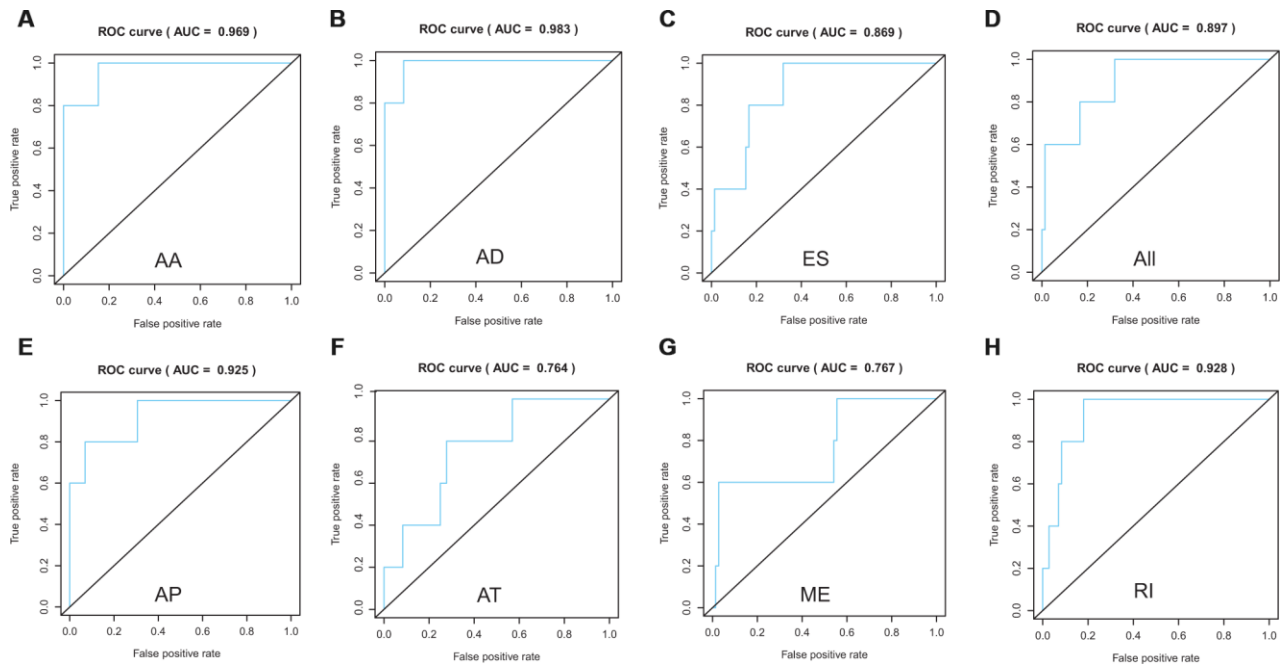 A
ROC curve ( AUC = 0.969 )
True positive rate
0.0 0.2 0.4 0.6 0.8 1.0
AA
0.0 0.2 0.4 0.6 0.8 1.0
False positive rate
B
ROC curve ( AUC = 0.983 )
True positive rate
0.0 0.2 0.4 0.6 0.8 1.0
AD
0.0 0.2 0.4 0.6 0.8 1.0
False positive rate
C
ROC curve ( AUC = 0.869 )
True positive rate
0.0 0.2 0.4 0.6 0.8 1.0
ES
0.0 0.2 0.4 0.6 0.8 1.0
False positive rate
D
ROC curve ( AUC = 0.897 )
True positive rate
0.0 0.2 0.4 0.6 0.8 1.0
All
0.0 0.2 0.4 0.6 0.8 1.0
False positive rate
E
ROC curve ( AUC = 0.925 )
True positive rate
0.0 0.2 0.4 0.6 0.8 1.0
AP
0.0 0.2 0.4 0.6 0.8 1.0
False positive rate
F
ROC curve ( AUC = 0.764 )
True positive rate
0.0 0.2 0.4 0.6 0.8 1.0
AT
0.0 0.2 0.4 0.6 0.8 1.0
False positive rate
G
ROC curve ( AUC = 0.767 )
True positive rate
0.0 0.2 0.4 0.6 0.8 1.0
ME
0.0 0.2 0.4 0.6 0.8 1.0
False positive rate
H
ROC curve ( AUC = 0.928 )
True positive rate
0.0 0.2 0.4 0.6 0.8 1.0
RI
0.0 0.2 0.4 0.6 0.8 1.0
False positive rate